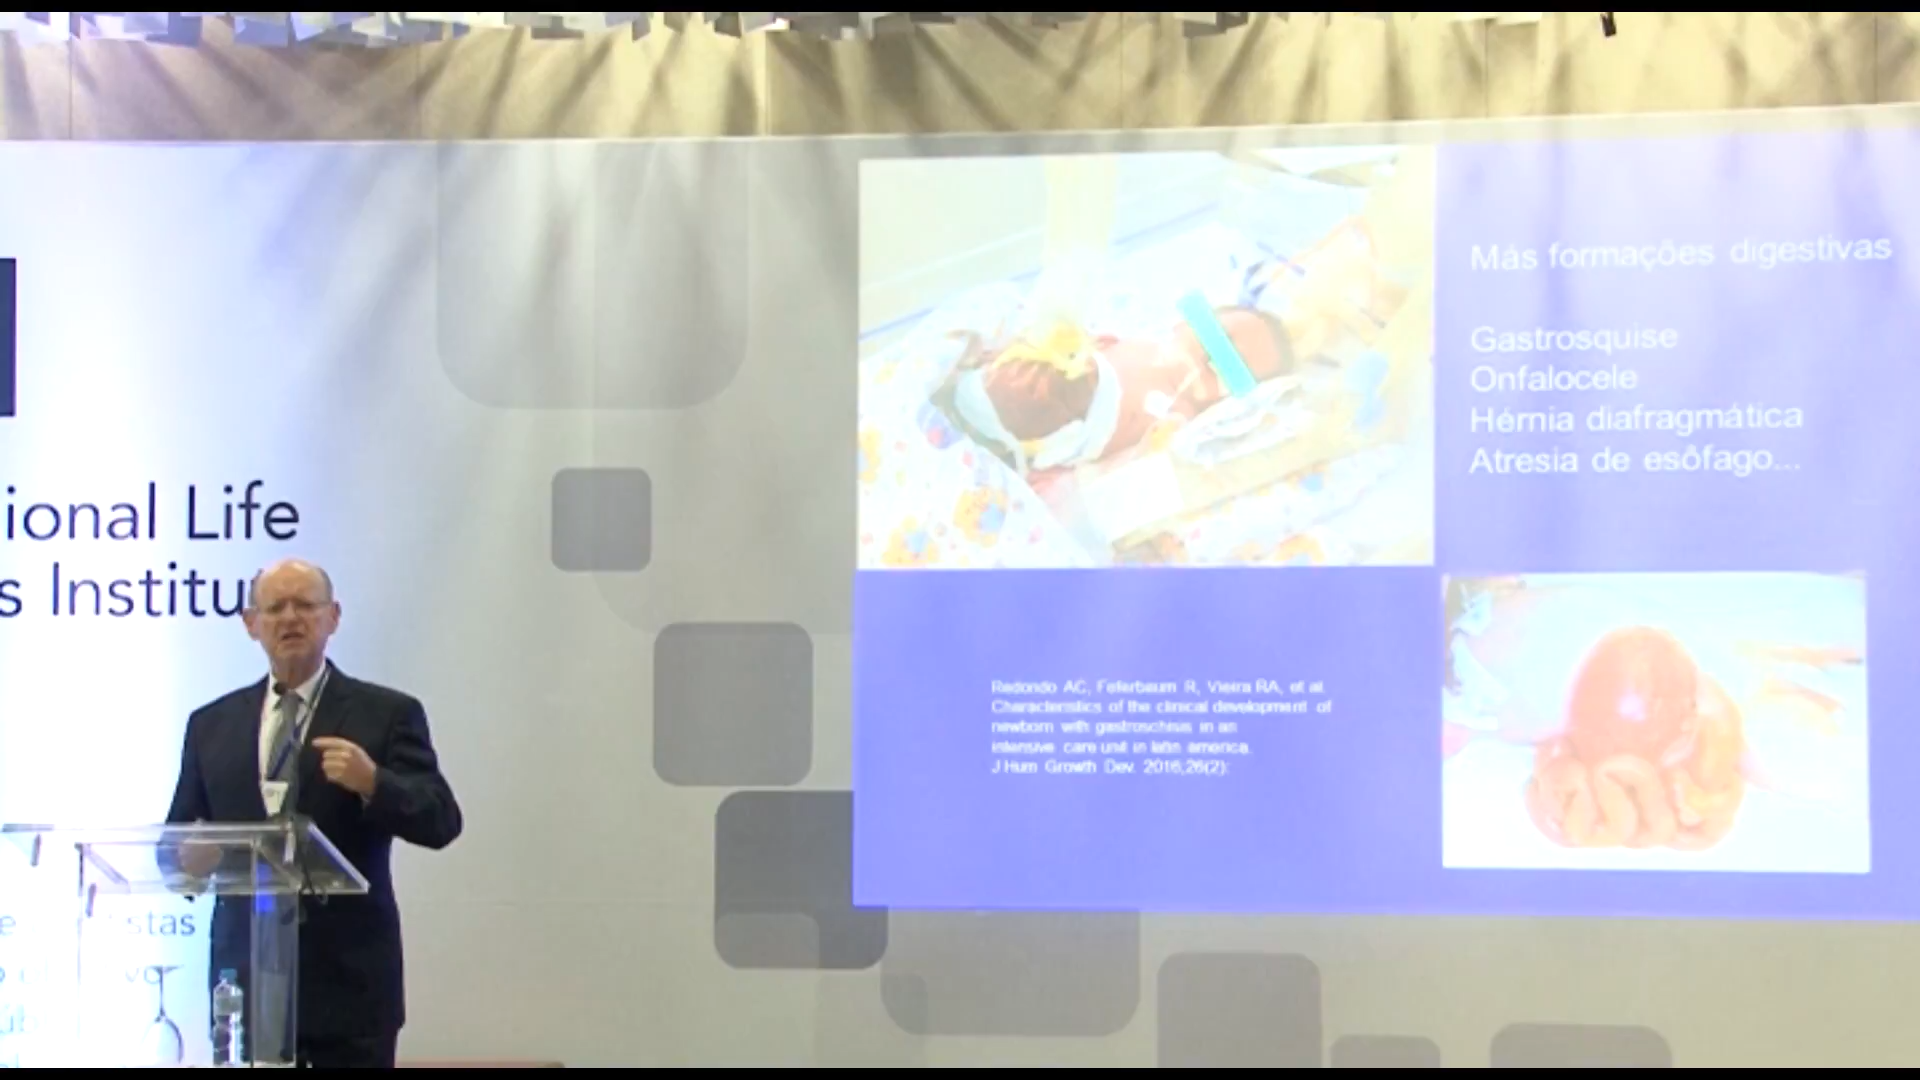 ional Life
s Institu
stas
Más formações digestivas
Gastrosquise
Onfalocele
Hérnia diafragmática
Atresia de esôfago...
Redondo AC, Feferbaum R, Vieira RA, et al.
Characteristics of the clinical development of
newborn with gastroschisis in an
intensive care unit in latin america.
J Hum Growth Dev. 2016;26(2):